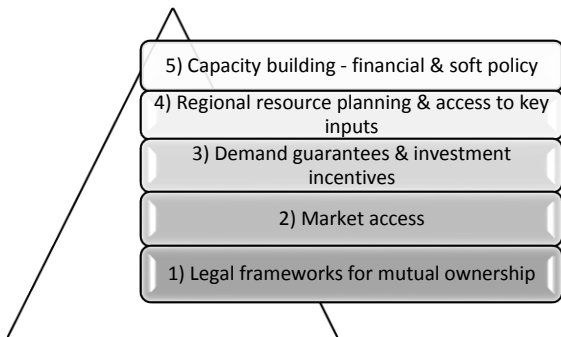 5) Capacity building - financial & soft policy
4) Regional resource planning & access to key
inputs
3) Demand guarantees & investment
incentives
2) Market access
1) Legal frameworks for mutual ownership